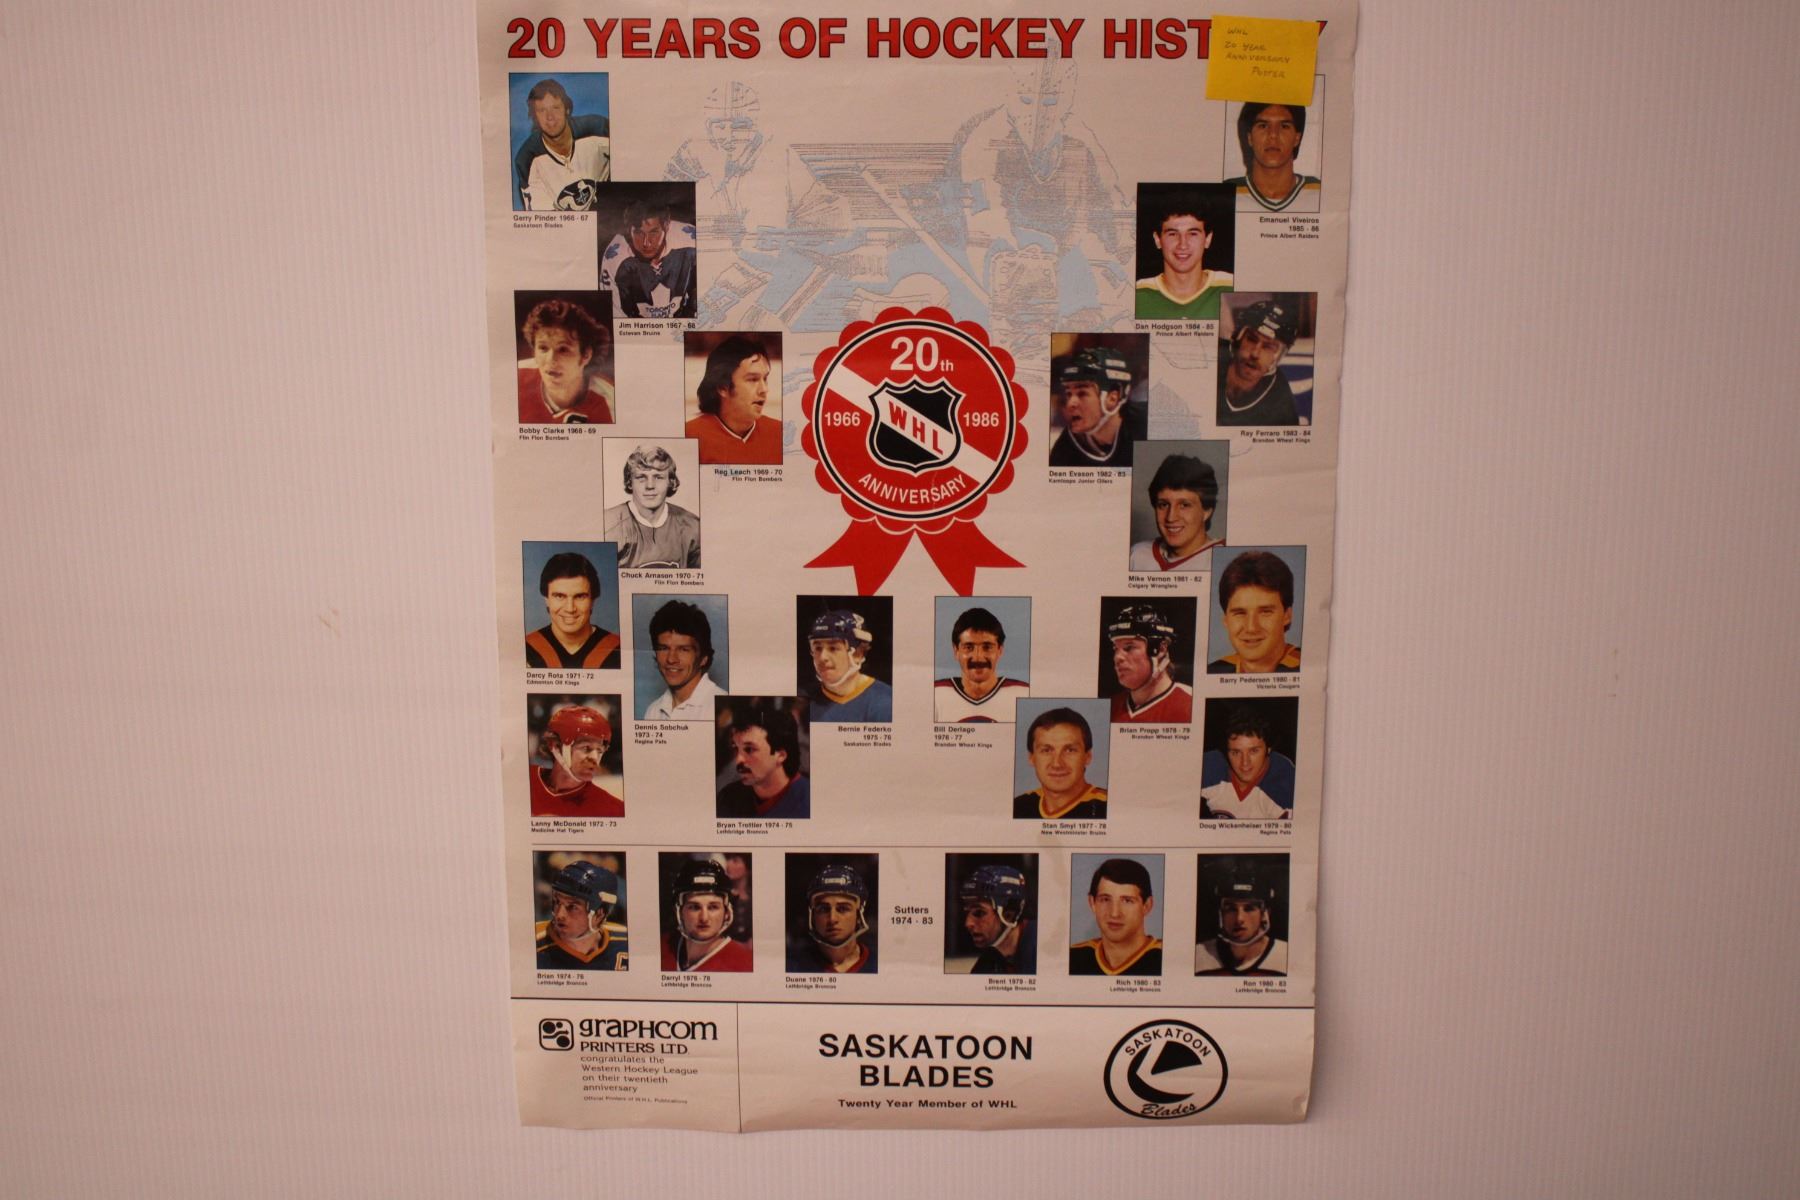 20 YEARS OF HOCKEY HIST Y
WHL
20 YEAR
ANNIVERSARY
POSTER
Gerry Pinder 1966 - 67
Saskatoon Blades
Emanuel Viveiros
1985 - 86
Prince Albert Raiders
TORONTO
Jim Harrison 1967 - 68
Estevan Bruins
Dan Hodgson 1984 - 85
Prince Albert Raiders
20th
1966
WHL
1986
ANNIVERSARY
Bobby Clarke 1968 - 69
Flin Flon Bombers
Ray Ferraro 1983 - 84
Brandon Wheat Kings
Reg Leach 1969 - 70
Flin Flon Bombers
Dean Evason 1982 - 83
Kamloops Junior Oilers
Chuck Arnason 1970 - 71
Flin Flon Bombers
Mike Vernon 1981 - 82
Calgary Wranglers
Darcy Rota 1971 - 72
Edmonton Oil Kings
Barry Pederson 1980 - 81
Victoria Cougars
Dennis Sobchuk
1973 - 74
Regina Pats
Bernie Federko
1975 - 76
Saskatoon Blades
Bill Derlago
1976 - 77
Brandon Wheat Kings
Brian Propp 1978 - 79
Brandon Wheat Kings
Lanny McDonald 1972 - 73
Medicine Hat Tigers
Bryan Trottier 1974 - 75
Lethbridge Broncos
Stan Smyl 1977 - 78
New Westminster Bruins
Doug Wickenheiser 1979 - 80
Regina Pats
Sutters
1974 - 83
C
Brian 1974 - 76
Lethbridge Broncos
Darryl 1976 - 78
Lethbridge Broncos
Duane 1976 - 80
Lethbridge Broncos
Brent 1979 - 82
Lethbridge Broncos
Rich 1980 - 83
Lethbridge Broncos
Ron 1980 - 83
Lethbridge Broncos
graphcom
PRINTERS LTD.
congratulates the
Western Hockey League
on their twentieth
anniversary
Official Printers of W.H.L. Publications
SASKATOON
BLADES
Twenty Year Member of WHL
SASKATOON
Blades